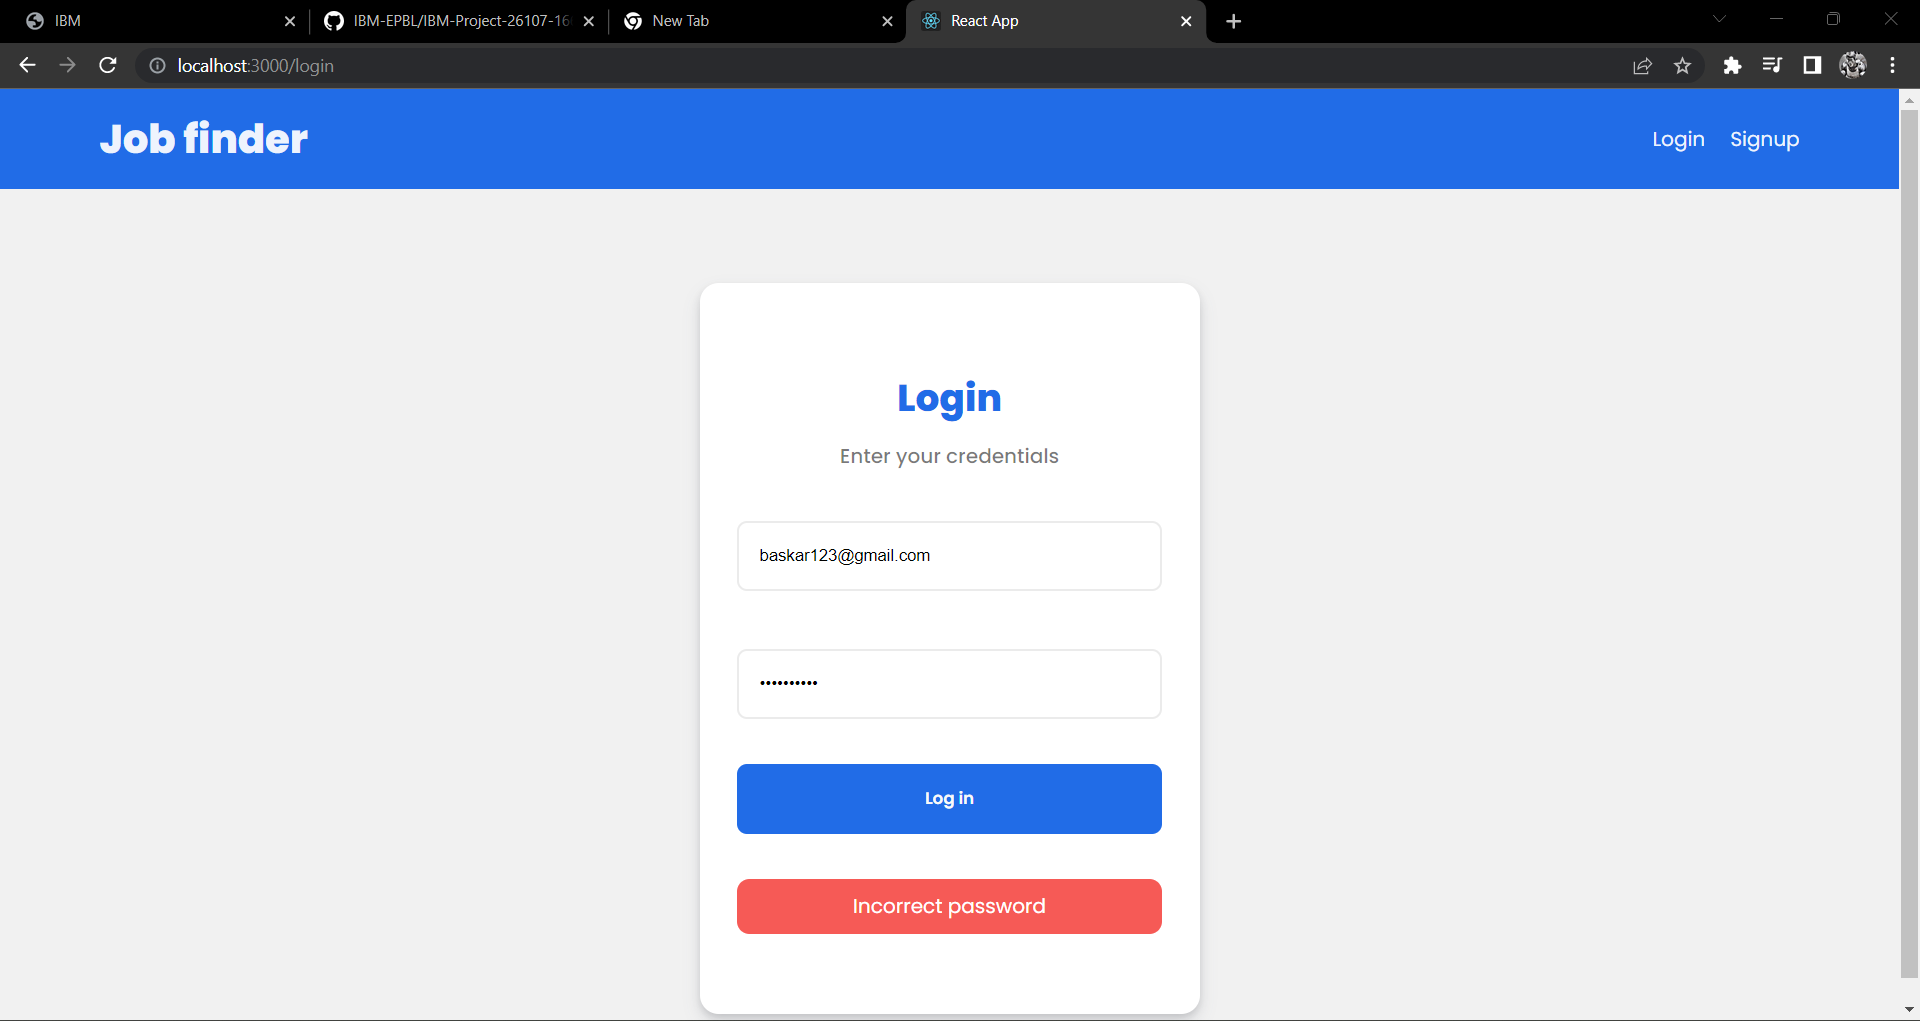 IBM
IBM-EPBL/IBM-Project-26107-16
New Tab
React App
localhost:3000/login
Job finder
Login
Signup
Login
Enter your credentials
baskar123@gmail.com
••••••••••
Log in
Incorrect password